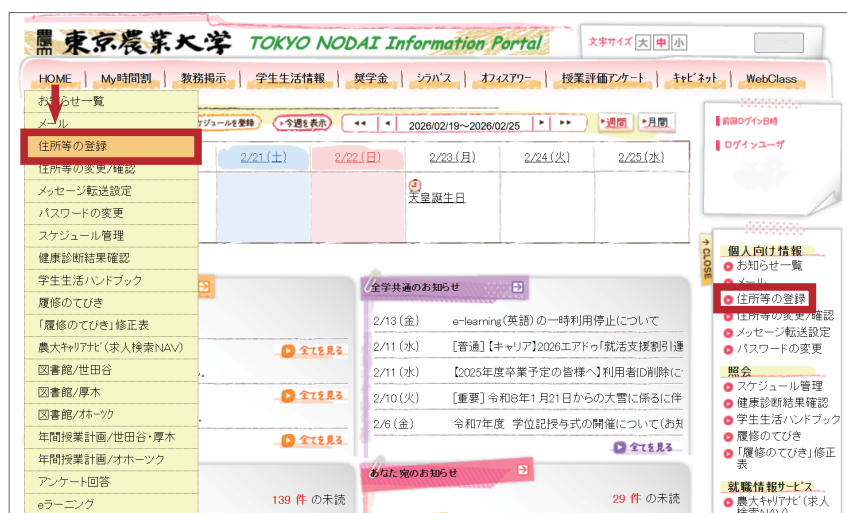 東京農業大学 TOKYO NODAI Information Portal 文字サイズ 大 中 小
HOME My時間割 教務掲示 学生生活情報 奨学金 シラバス オフィスアワー 授業評価アンケート キャビネット WebClass
お知らせ一覧
メール
住所等の登録
住所等の変更/確認
メッセージ転送設定
パスワードの変更
スケジュール管理
健康診断結果確認
学生生活ハンドブック
履修のてびき
「履修のてびき」修正表
農大キャリアナビ(求人検索NAV)
図書館/世田谷
図書館/厚木
図書館/オホーツク
年間授業計画/世田谷・厚木
年間授業計画/オホーツク
アンケート回答
eラーニング
ケジュールを登録 今週を表示 2026/02/19～2026/02/25 週間 月間
2/21(土) 2/22(日) 2/23(月) 2/24(火) 2/25(水)
天皇誕生日
全てを見る
全てを見る
全てを見る
139 件 の未読
全学共通のお知らせ
2/13(金) e-learning(英語)の一時利用停止について
2/11(水) [普通]【キャリア】2026エアドゥ「就活支援割引運
2/11(水) 【2025年度卒業予定の皆様へ】利用者ID削除に
2/10(火) [重要]令和8年1月21日からの大雪に係るに伴
2/6(金) 令和7年度 学位記授与式の開催について(お知
全てを見る
あなた宛のお知らせ
29 件 の未読
前回ログイン日時
ログインユーザ
CLOSE
個人向け情報
お知らせ一覧
メール
住所等の登録
住所等の変更/確認
メッセージ転送設定
パスワードの変更
照会
スケジュール管理
健康診断結果確認
学生生活ハンドブック
履修のてびき
「履修のてびき」修正
表
就職情報サービス
農大キャリアナビ(求人
検索NAV)